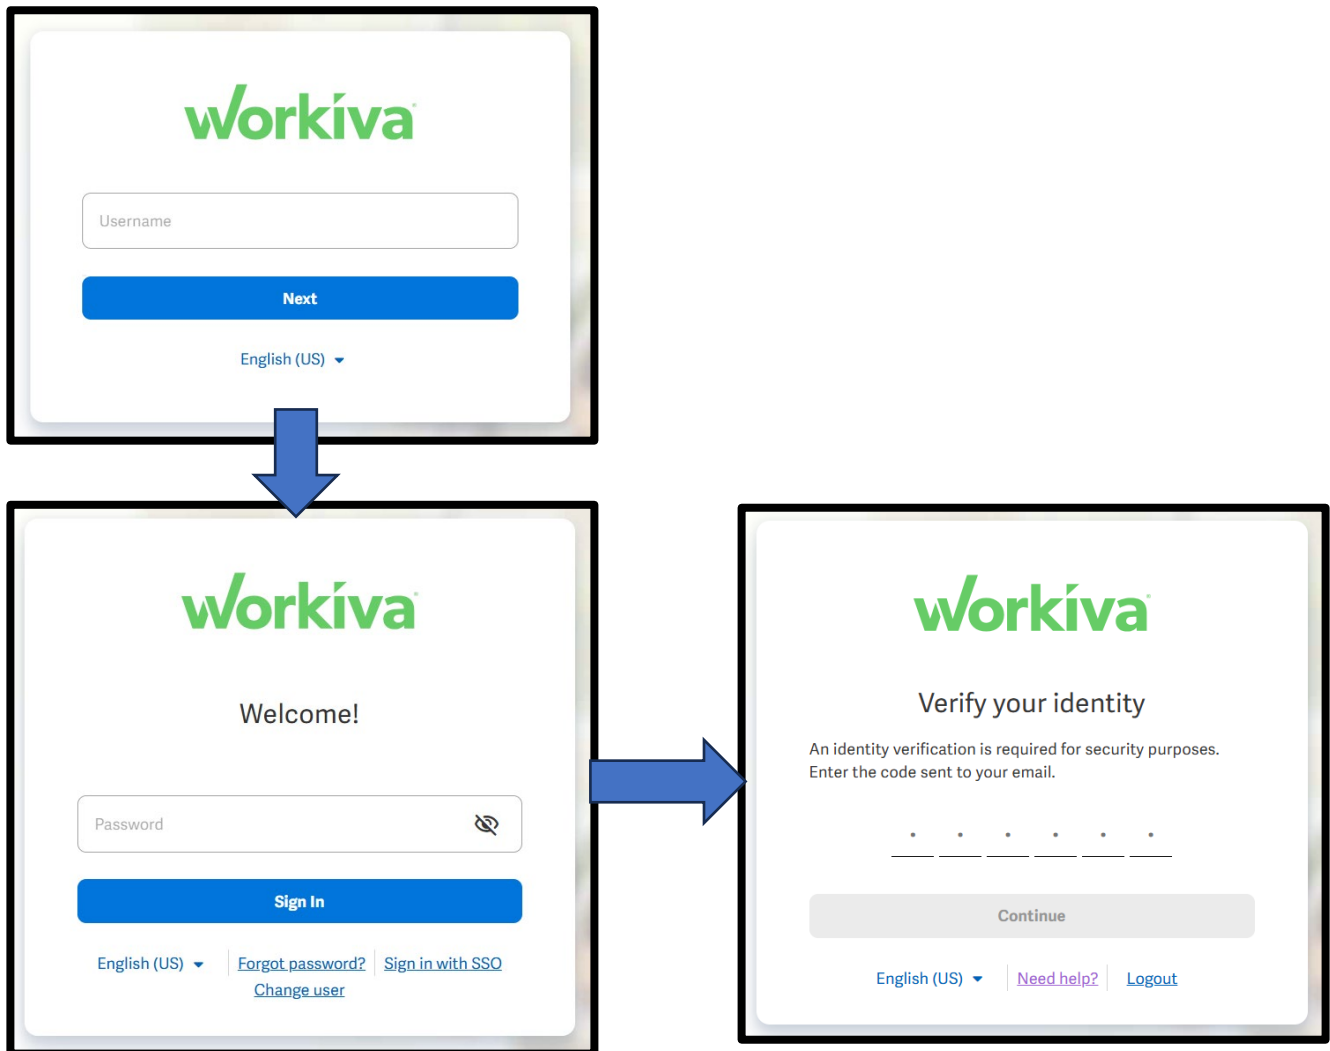 workiva
Username
Next
English (US)
workiva
Welcome!
Password
Sign In
English (US) Forgot password? Sign in with SSO
Change user
workiva
Verify your identity
An identity verification is required for security purposes.
Enter the code sent to your email.
Continue
English (US) Need help? Logout